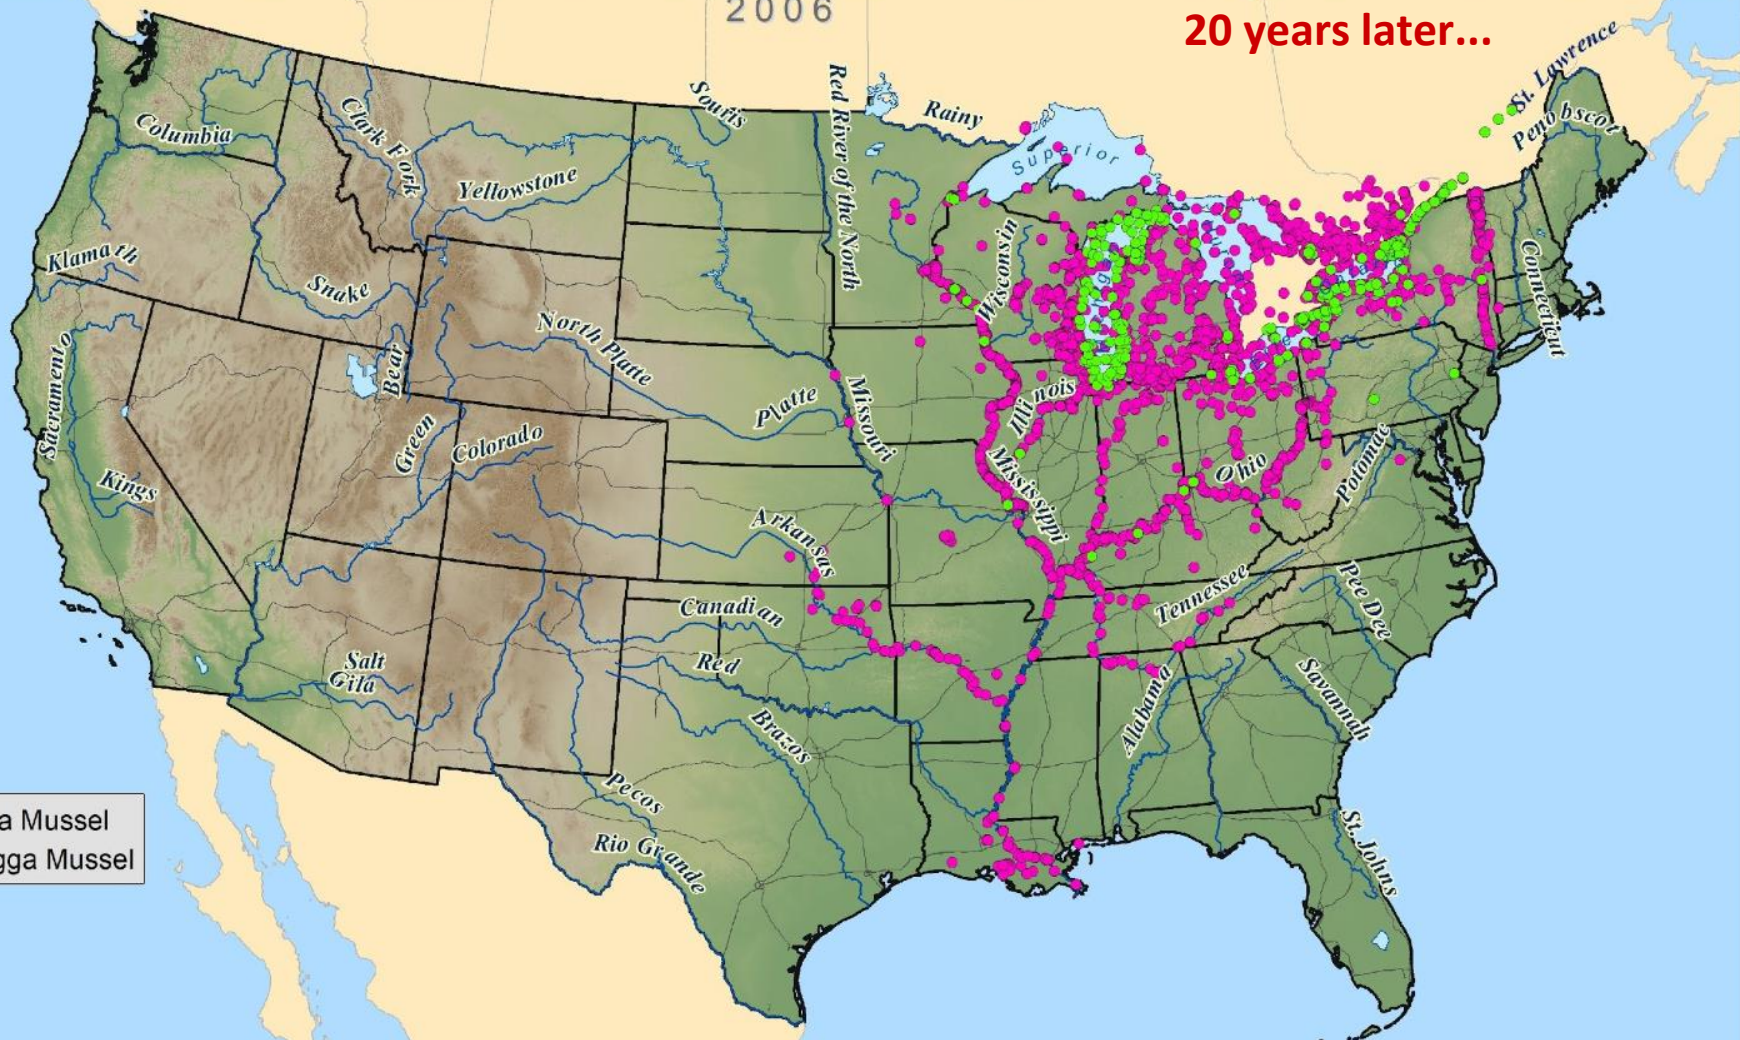 2006
20 years later...
St. Lawrence
Souris
Red River of the North
Rainy
Superior
Penobscot
Columbia
Clark Fork
Yellowstone
Wisconsin
Connecticut
Klamath
Snake
North Platte
Sacramento
Bear
Platte
Missouri
Illinois
Green
Colorado
Kings
Mississippi
Ohio
Potomac
Arkansas
Tennessee
Pee Dee
Canadian
Salt
Gila
Red
Alabama
Savannah
Brazos
Pecos
Rio Grande
St. Johns
a Mussel
gga Mussel